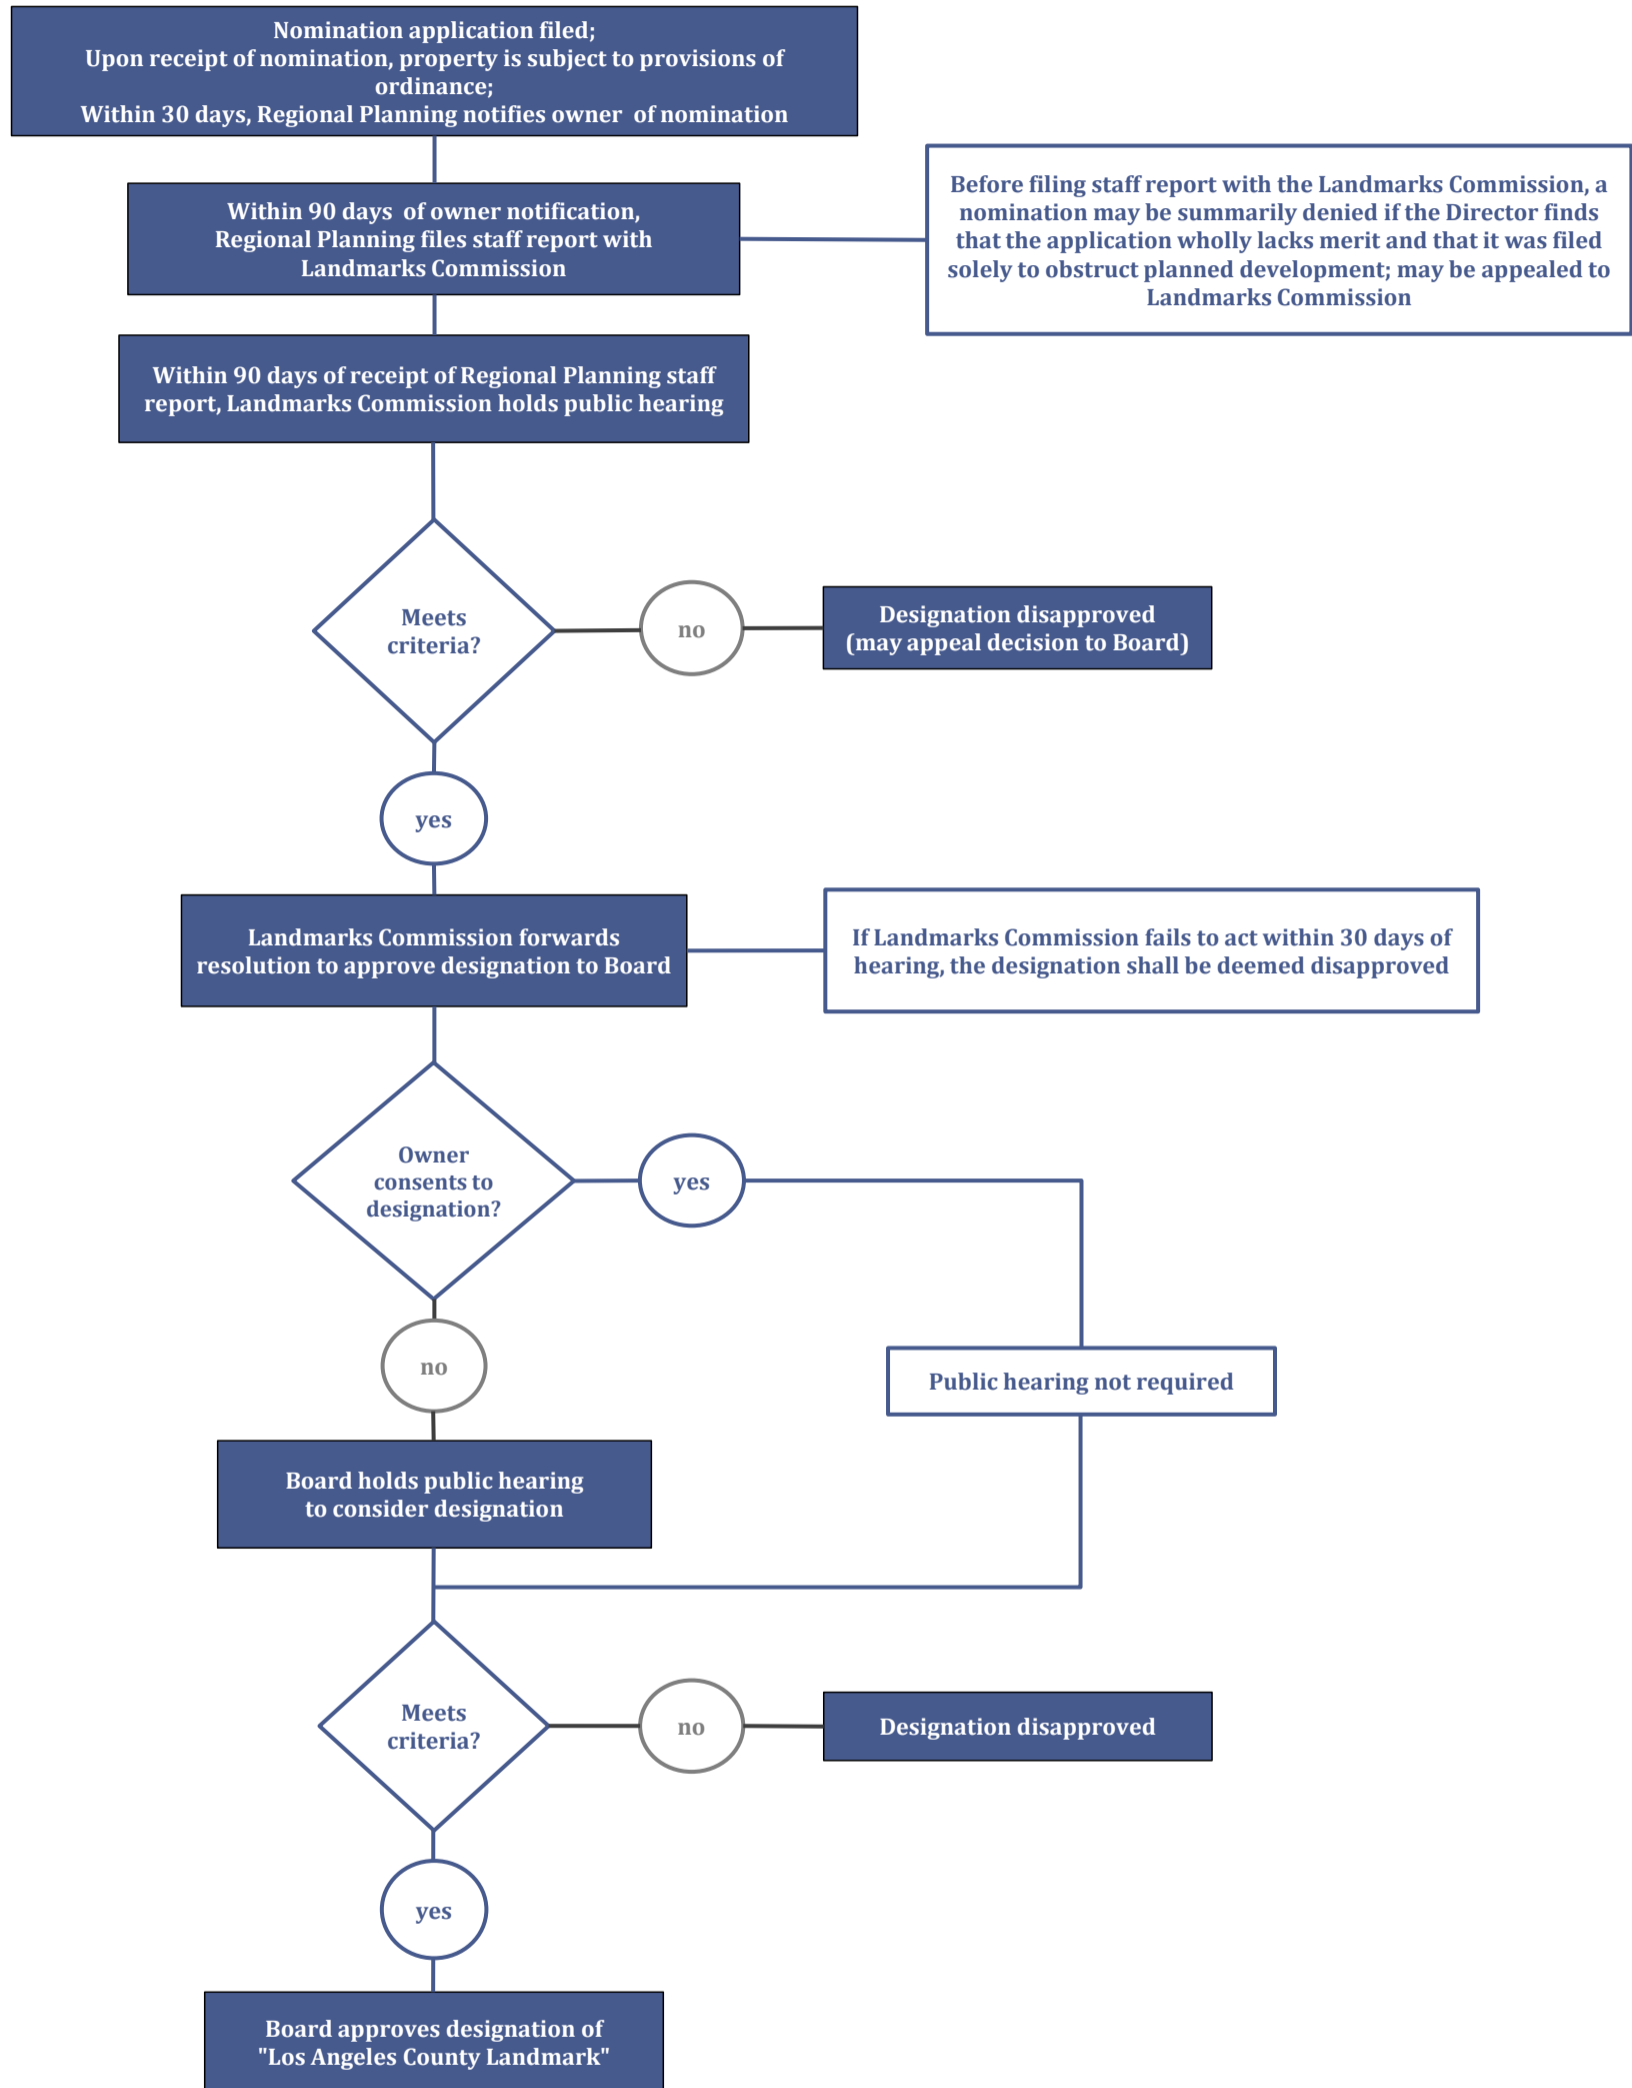 Nomination application filed;
Upon receipt of nomination, property is subject to provisions of
ordinance;
Within 30 days, Regional Planning notifies owner of nomination
Within 90 days of owner notification,
Regional Planning files staff report with
Landmarks Commission
Before filing staff report with the Landmarks Commission, a
nomination may be summarily denied if the Director finds
that the application wholly lacks merit and that it was filed
solely to obstruct planned development; may be appealed to
Landmarks Commission
Within 90 days of receipt of Regional Planning staff
report, Landmarks Commission holds public hearing
Meets
criteria?
no
Designation disapproved
(may appeal decision to Board)
yes
Landmarks Commission forwards
resolution to approve designation to Board
If Landmarks Commission fails to act within 30 days of
hearing, the designation shall be deemed disapproved
Owner
consents to
designation?
yes
no
Public hearing not required
Board holds public hearing
to consider designation
Meets
criteria?
no
Designation disapproved
yes
Board approves designation of
"Los Angeles County Landmark"